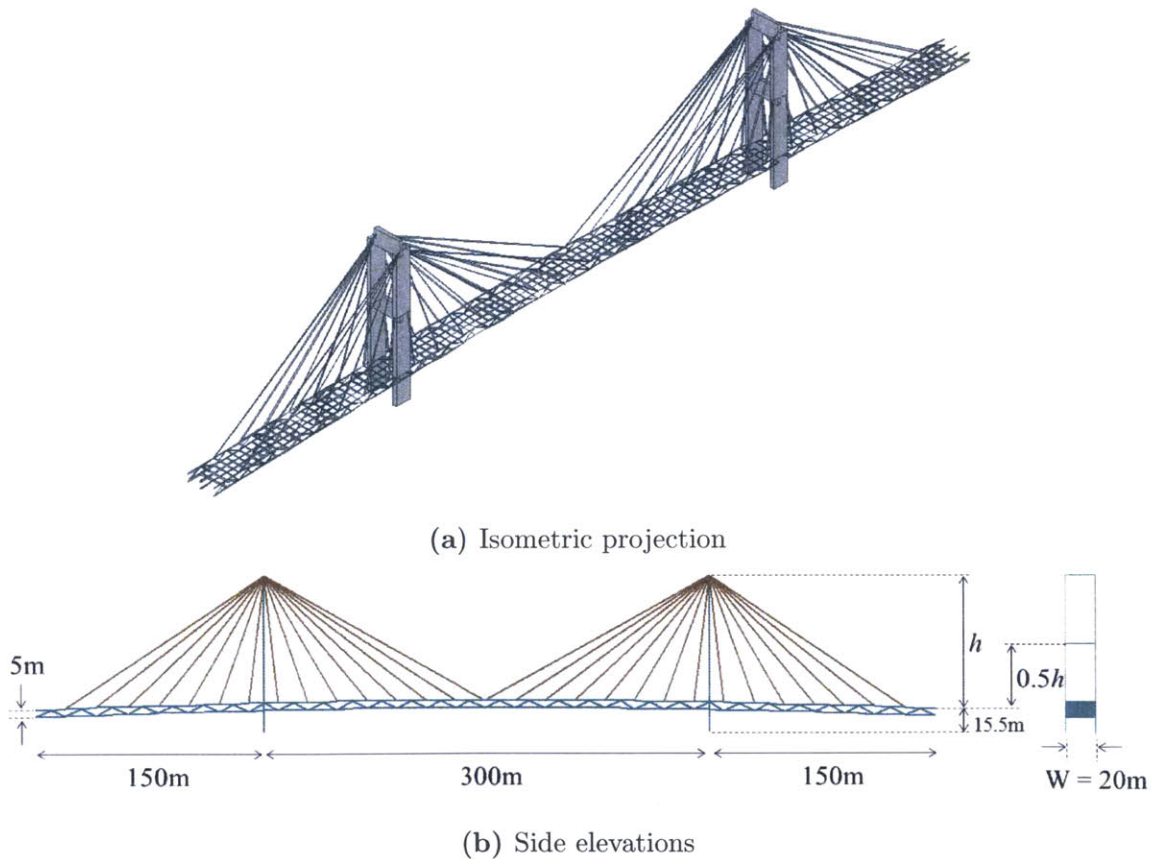 (a) Isometric projection
5m
h
0.5h
15.5m
150m
300m
150m
W = 20m
(b) Side elevations